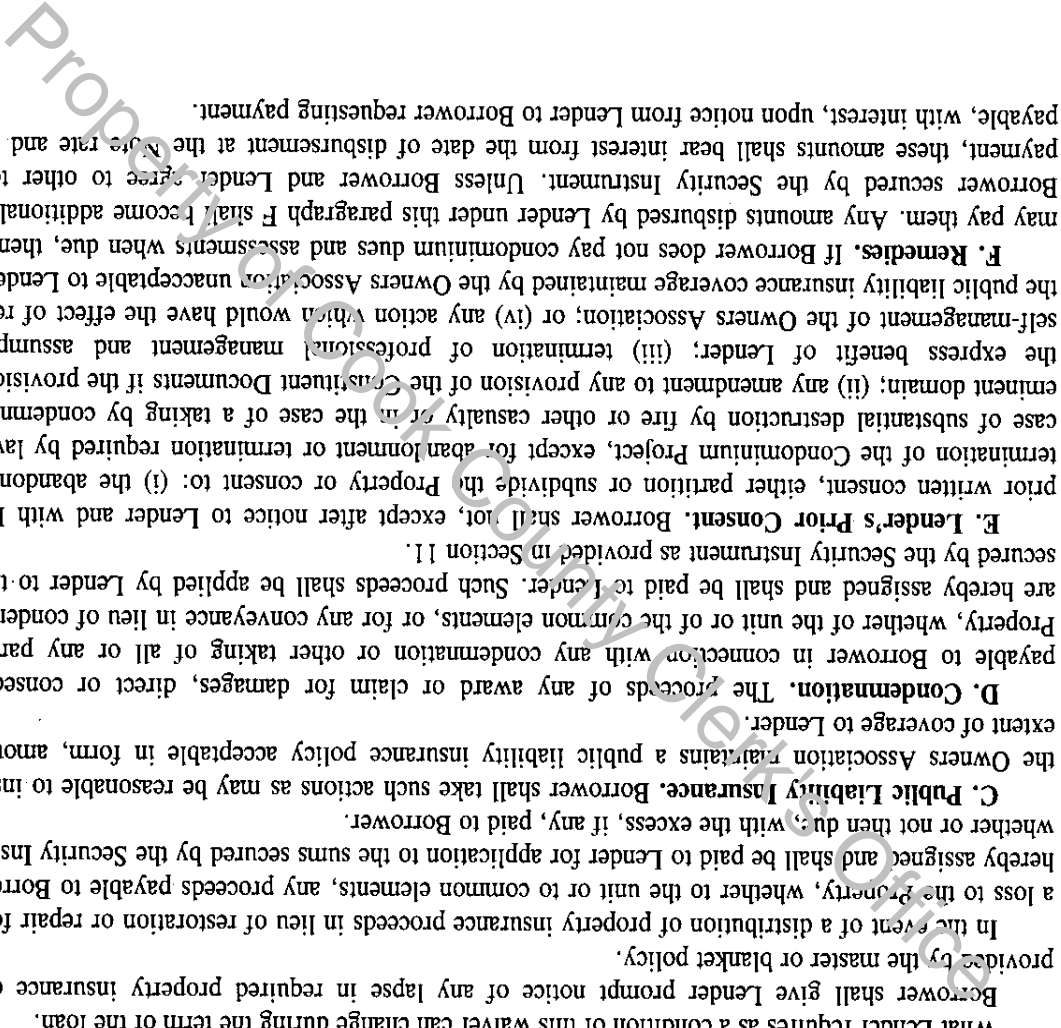 What Lender requires as a condition of this waiver can change during the term of the loan.
Borrower shall give Lender prompt notice of any lapse in required property insurance
provided by the master or blanket policy.
In the event of a distribution of property insurance proceeds in lieu of restoration or repair
a loss to the Property, whether to the unit or to common elements, any proceeds payable to
hereby assigned and shall be paid to Lender for application to the sums secured by the Security
whether or not then due, with the excess, if any, paid to Borrower.
C. Public Liability Insurance. Borrower shall take such actions as may be reasonable to
the Owners Association maintains a public liability insurance policy acceptable in form,
extent of coverage to Lender.
D. Condemnation. The proceeds of any award or claim for damages, direct or
payable to Borrower in connection with any condemnation or other taking of all or any
Property, whether of the unit or of the common elements, or for any conveyance in lieu of
are hereby assigned and shall be paid to Lender. Such proceeds shall be applied by Lender to
secured by the Security Instrument as provided in Section 11.
E. Lender's Prior Consent. Borrower shall not, except after notice to Lender and with
prior written consent, either partition or subdivide the Property or consent to: (i) the
termination of the Condominium Project, except for abandonment or termination required by
case of substantial destruction by fire or other casualty or in the case of a taking by
eminent domain; (ii) any amendment to any provision of the Constituent Documents if the
the express benefit of Lender; (iii) termination of professional management and
self-management of the Owners Association; or (iv) any action which would have the effect of
the public liability insurance coverage maintained by the Owners Association unacceptable to
F. Remedies. If Borrower does not pay condominium dues and assessments when due, then
may pay them. Any amounts disbursed by Lender under this paragraph F shall become additional
Borrower secured by the Security Instrument. Unless Borrower and Lender agree to other
payment, these amounts shall bear interest from the date of disbursement at the Note rate and
payable, with interest, upon notice from Lender to Borrower requesting payment.
Property of Cook County Clerk's Office